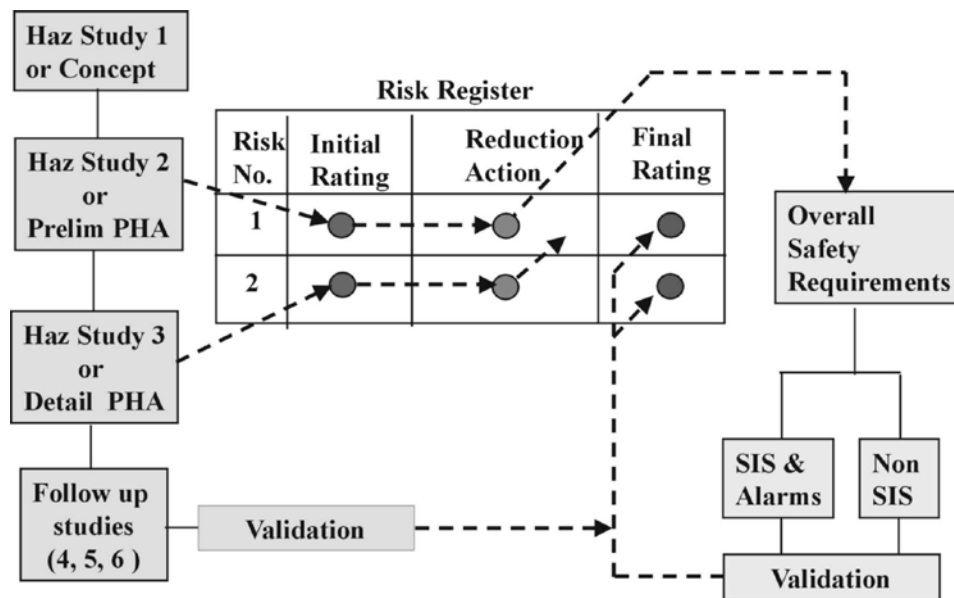 Haz Study 1
or Concept
Haz Study 2
or
Prelim PHA
Haz Study 3
or
Detail PHA
Follow up
studies
(4, 5, 6 )
Validation
Risk Register
Risk
No.
Initial
Rating
Reduction
Action
Final
Rating
1
2
Overall
Safety
Requirements
SIS &
Alarms
Non
SIS
Validation